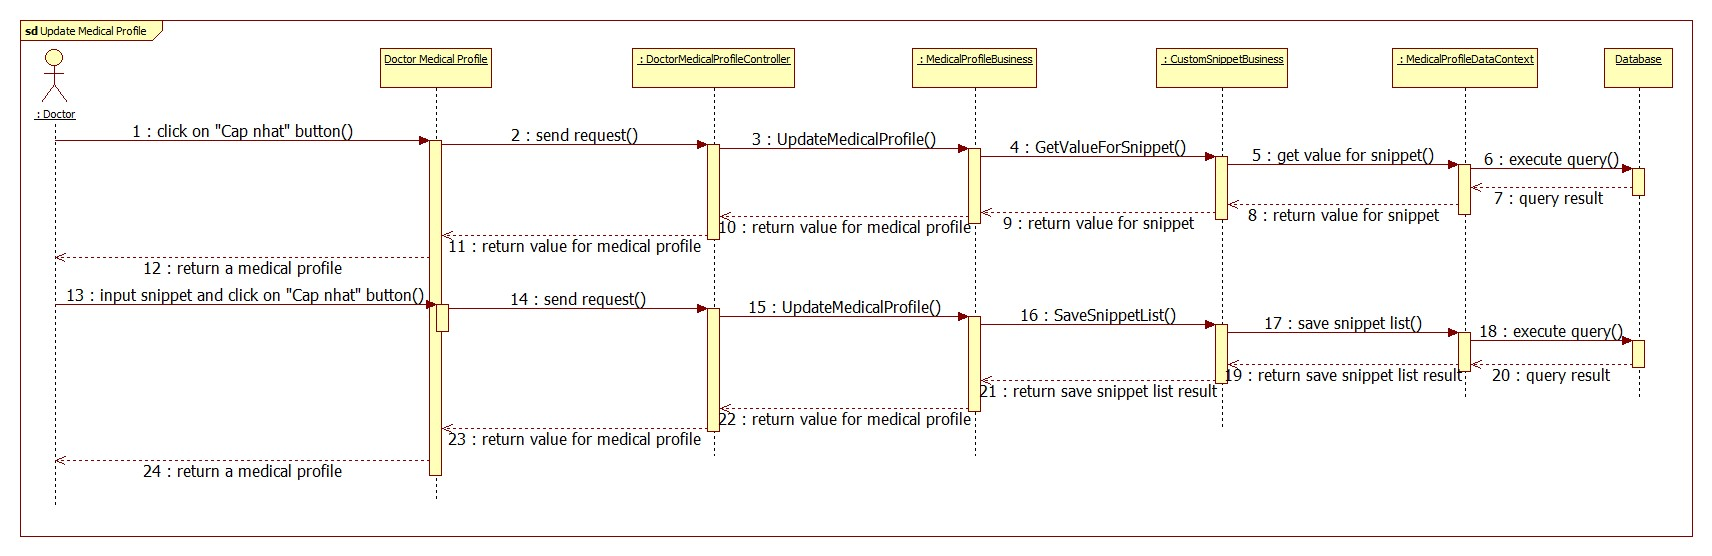 sd Update Medical Profile
: Doctor
Doctor Medical Profile
: DoctorMedicalProfileController
: MedicalProfileBusiness
: CustomSnippetBusiness
: MedicalProfileDataContext
Database
1 : click on "Cap nhat" button()
2 : send request()
3 : UpdateMedicalProfile()
4 : GetValueForSnippet()
5 : get value for snippet()
6 : execute query()
7 : query result
8 : return value for snippet
9 : return value for snippet
10 : return value for medical profile
11 : return value for medical profile
12 : return a medical profile
13 : input snippet and click on "Cap nhat" button()
14 : send request()
15 : UpdateMedicalProfile()
16 : SaveSnippetList()
17 : save snippet list()
18 : execute query()
19 : return save snippet list result
20 : query result
21 : return save snippet list result
22 : return value for medical profile
23 : return value for medical profile
24 : return a medical profile